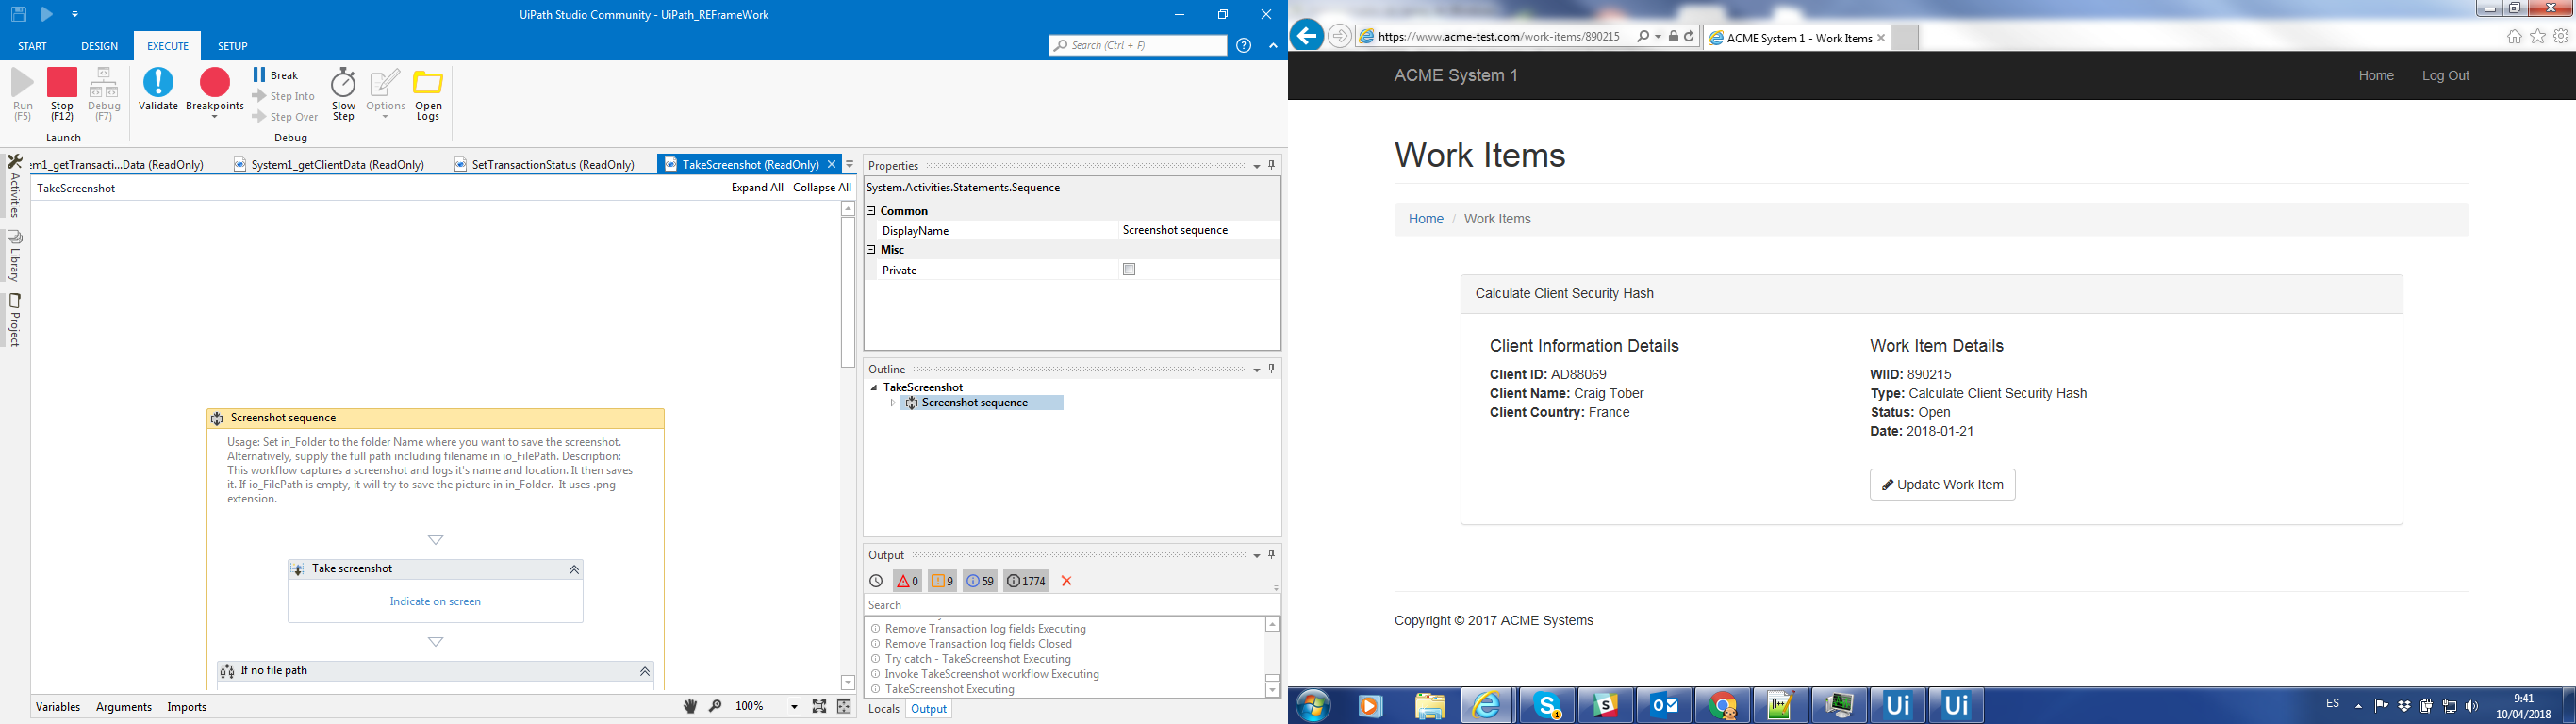 UiPath Studio Community - UiPath_REFrameWork
START DESIGN EXECUTE SETUP
Search (Ctrl + F)
Run (F5)
Stop (F12)
Debug (F7)
Launch
Validate
Breakpoints
Break
Step Into
Step Over
Slow Step
Options
Open Logs
Debug
em1_getTransacti...Data (ReadOnly) System1_getClientData (ReadOnly) SetTransactionStatus (ReadOnly) TakeScreenshot (ReadOnly)
TakeScreenshot Expand All Collapse All
Activities
Library
Project
Screenshot sequence
Usage: Set in_Folder to the folder Name where you want to save the screenshot.
Alternatively, supply the full path including filename in io_FilePath. Description:
This workflow captures a screenshot and logs it's name and location. It then saves
it. If io_FilePath is empty, it will try to save the picture in in_Folder. It uses .png
extension.
Take screenshot
Indicate on screen
If no file path
Variables Arguments Imports 100%
Properties
System.Activities.Statements.Sequence
Common
DisplayName Screenshot sequence
Misc
Private
Outline
TakeScreenshot
Screenshot sequence
Output
0 9 59 1774
Search
Remove Transaction log fields Executing
Remove Transaction log fields Closed
Try catch - TakeScreenshot Executing
Invoke TakeScreenshot workflow Executing
TakeScreenshot Executing
Locals Output
https://www.acme-test.com/work-items/890215
ACME System 1 - Work Items
ACME System 1 Home Log Out
Work Items
Home / Work Items
Calculate Client Security Hash
Client Information Details
Client ID: AD88069
Client Name: Craig Tober
Client Country: France
Work Item Details
WIID: 890215
Type: Calculate Client Security Hash
Status: Open
Date: 2018-01-21
Update Work Item
Copyright © 2017 ACME Systems
Ui Ui
ES
9:41
10/04/2018